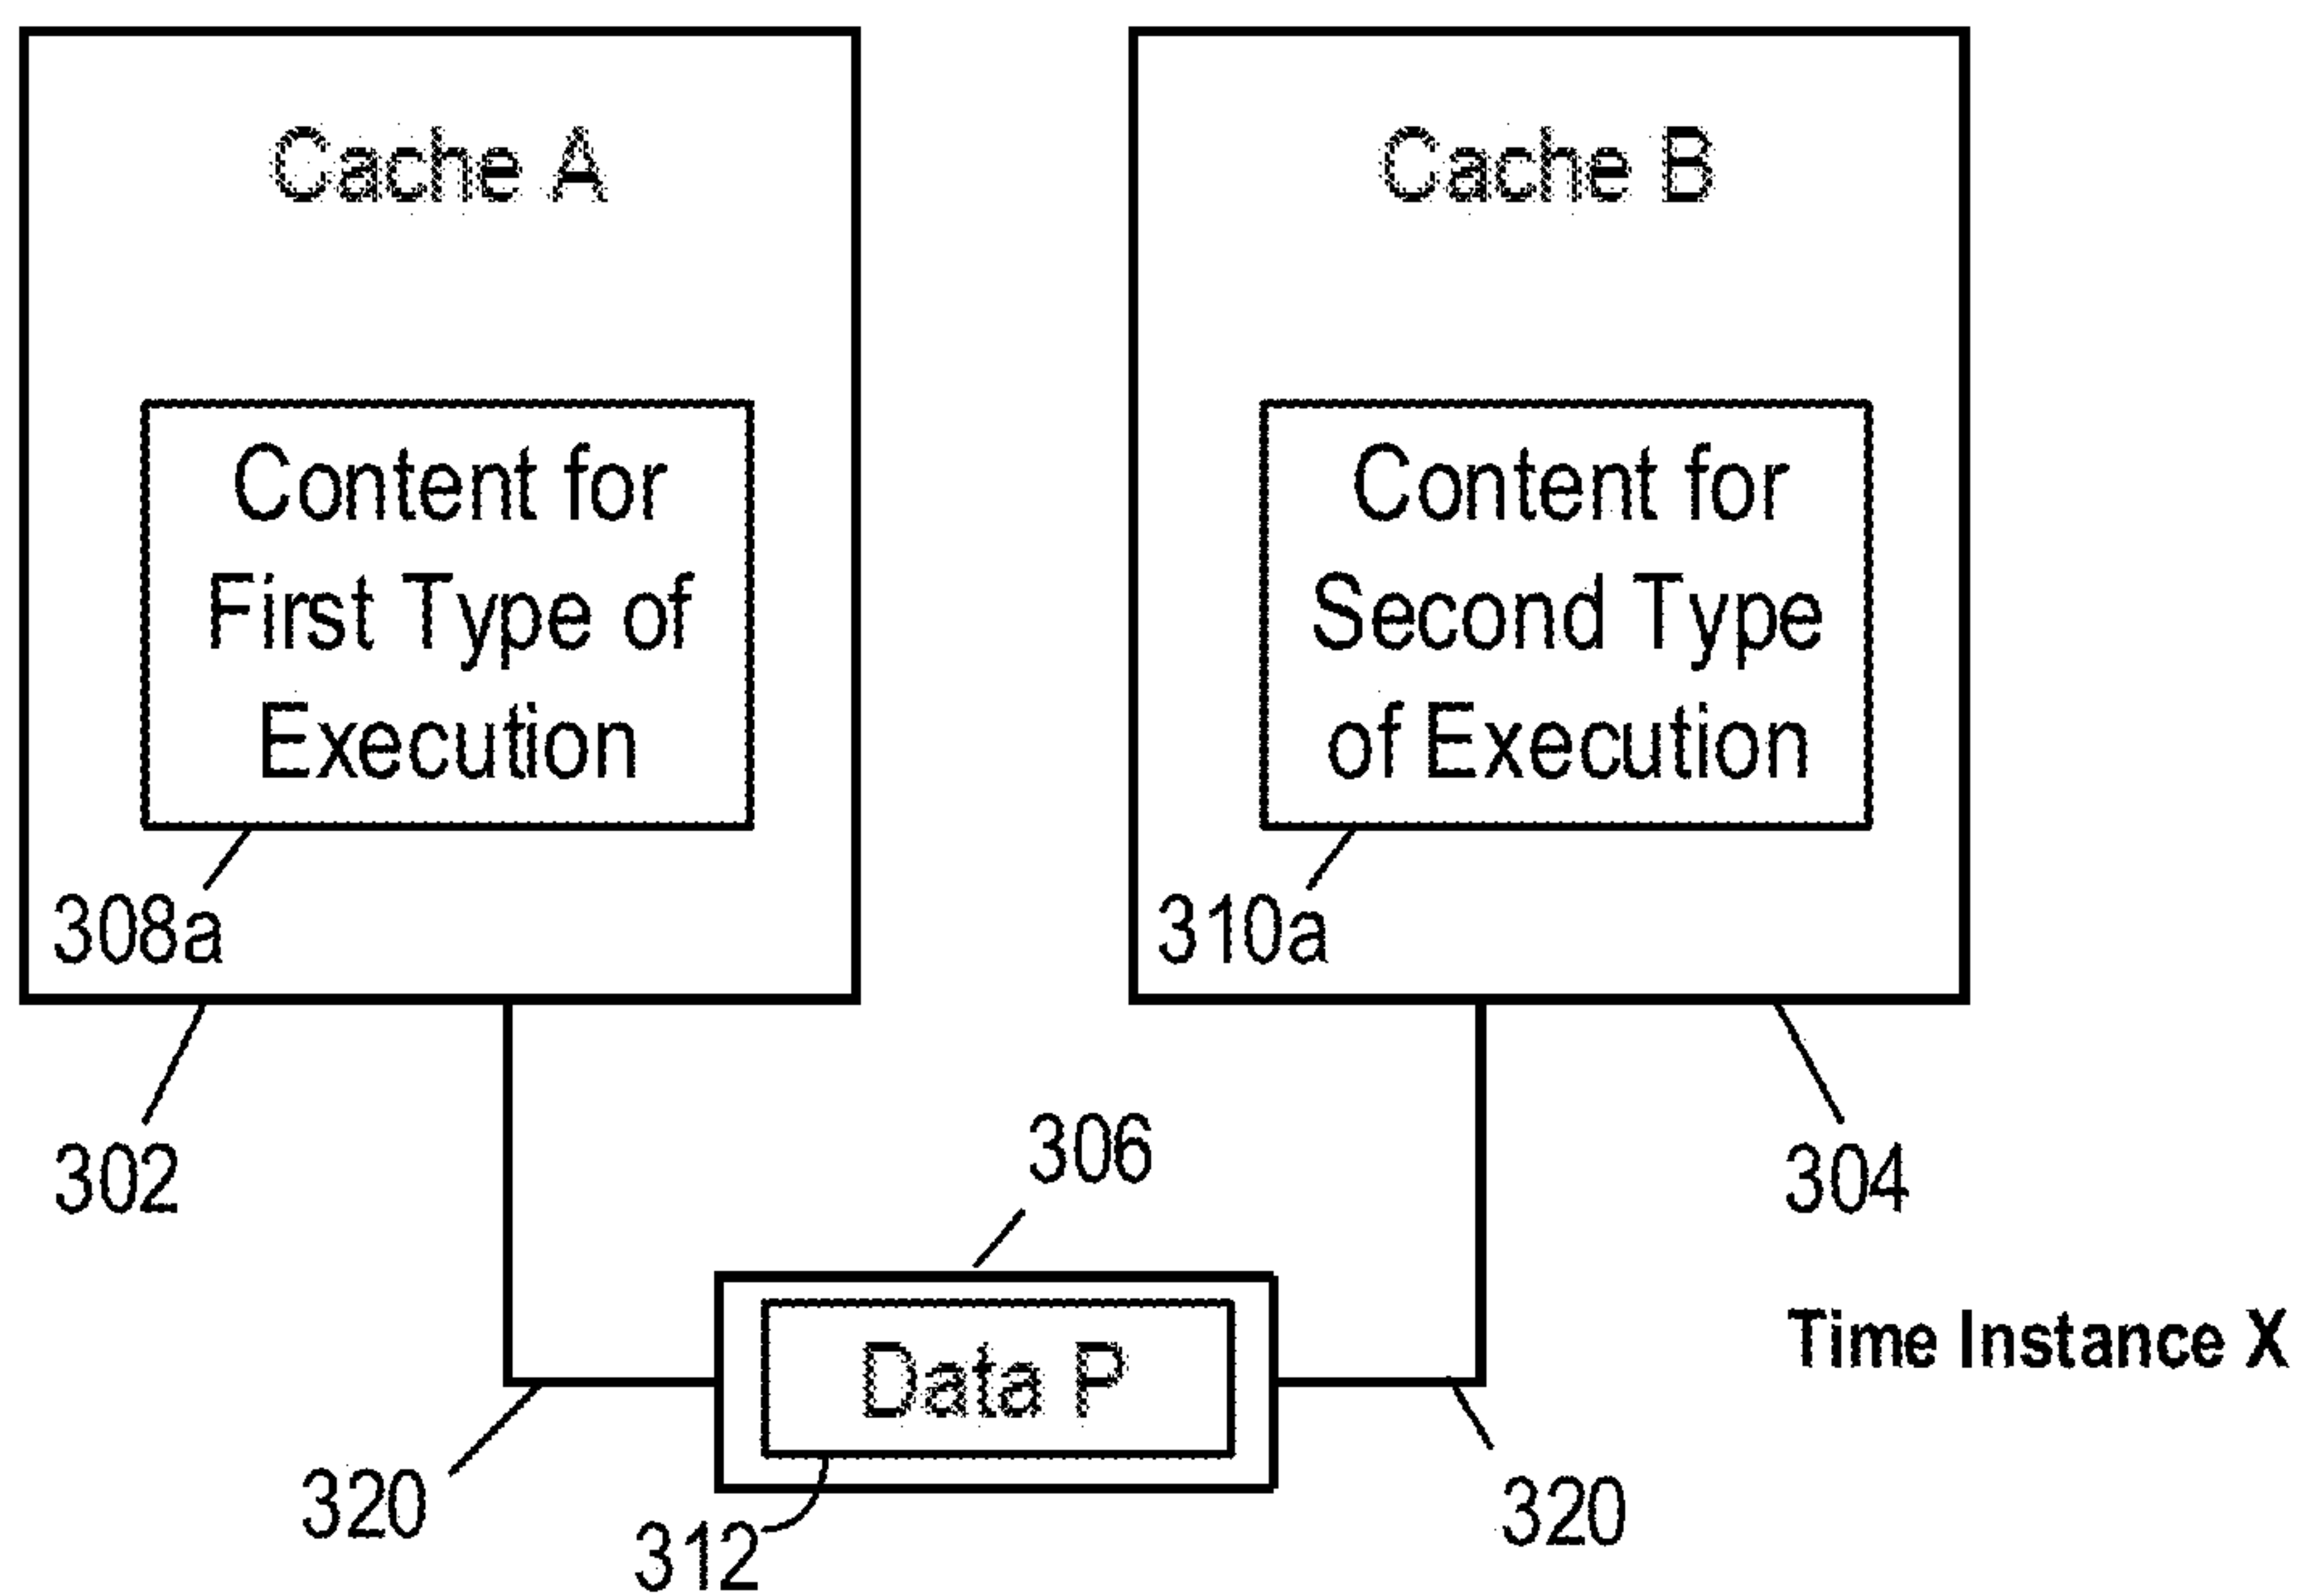 Cache A
Cache B
Content for
First Type of
Execution
Content for
Second Type
of Execution
308a
310a
302
306
304
Time Instance X
Data P
320
312
320